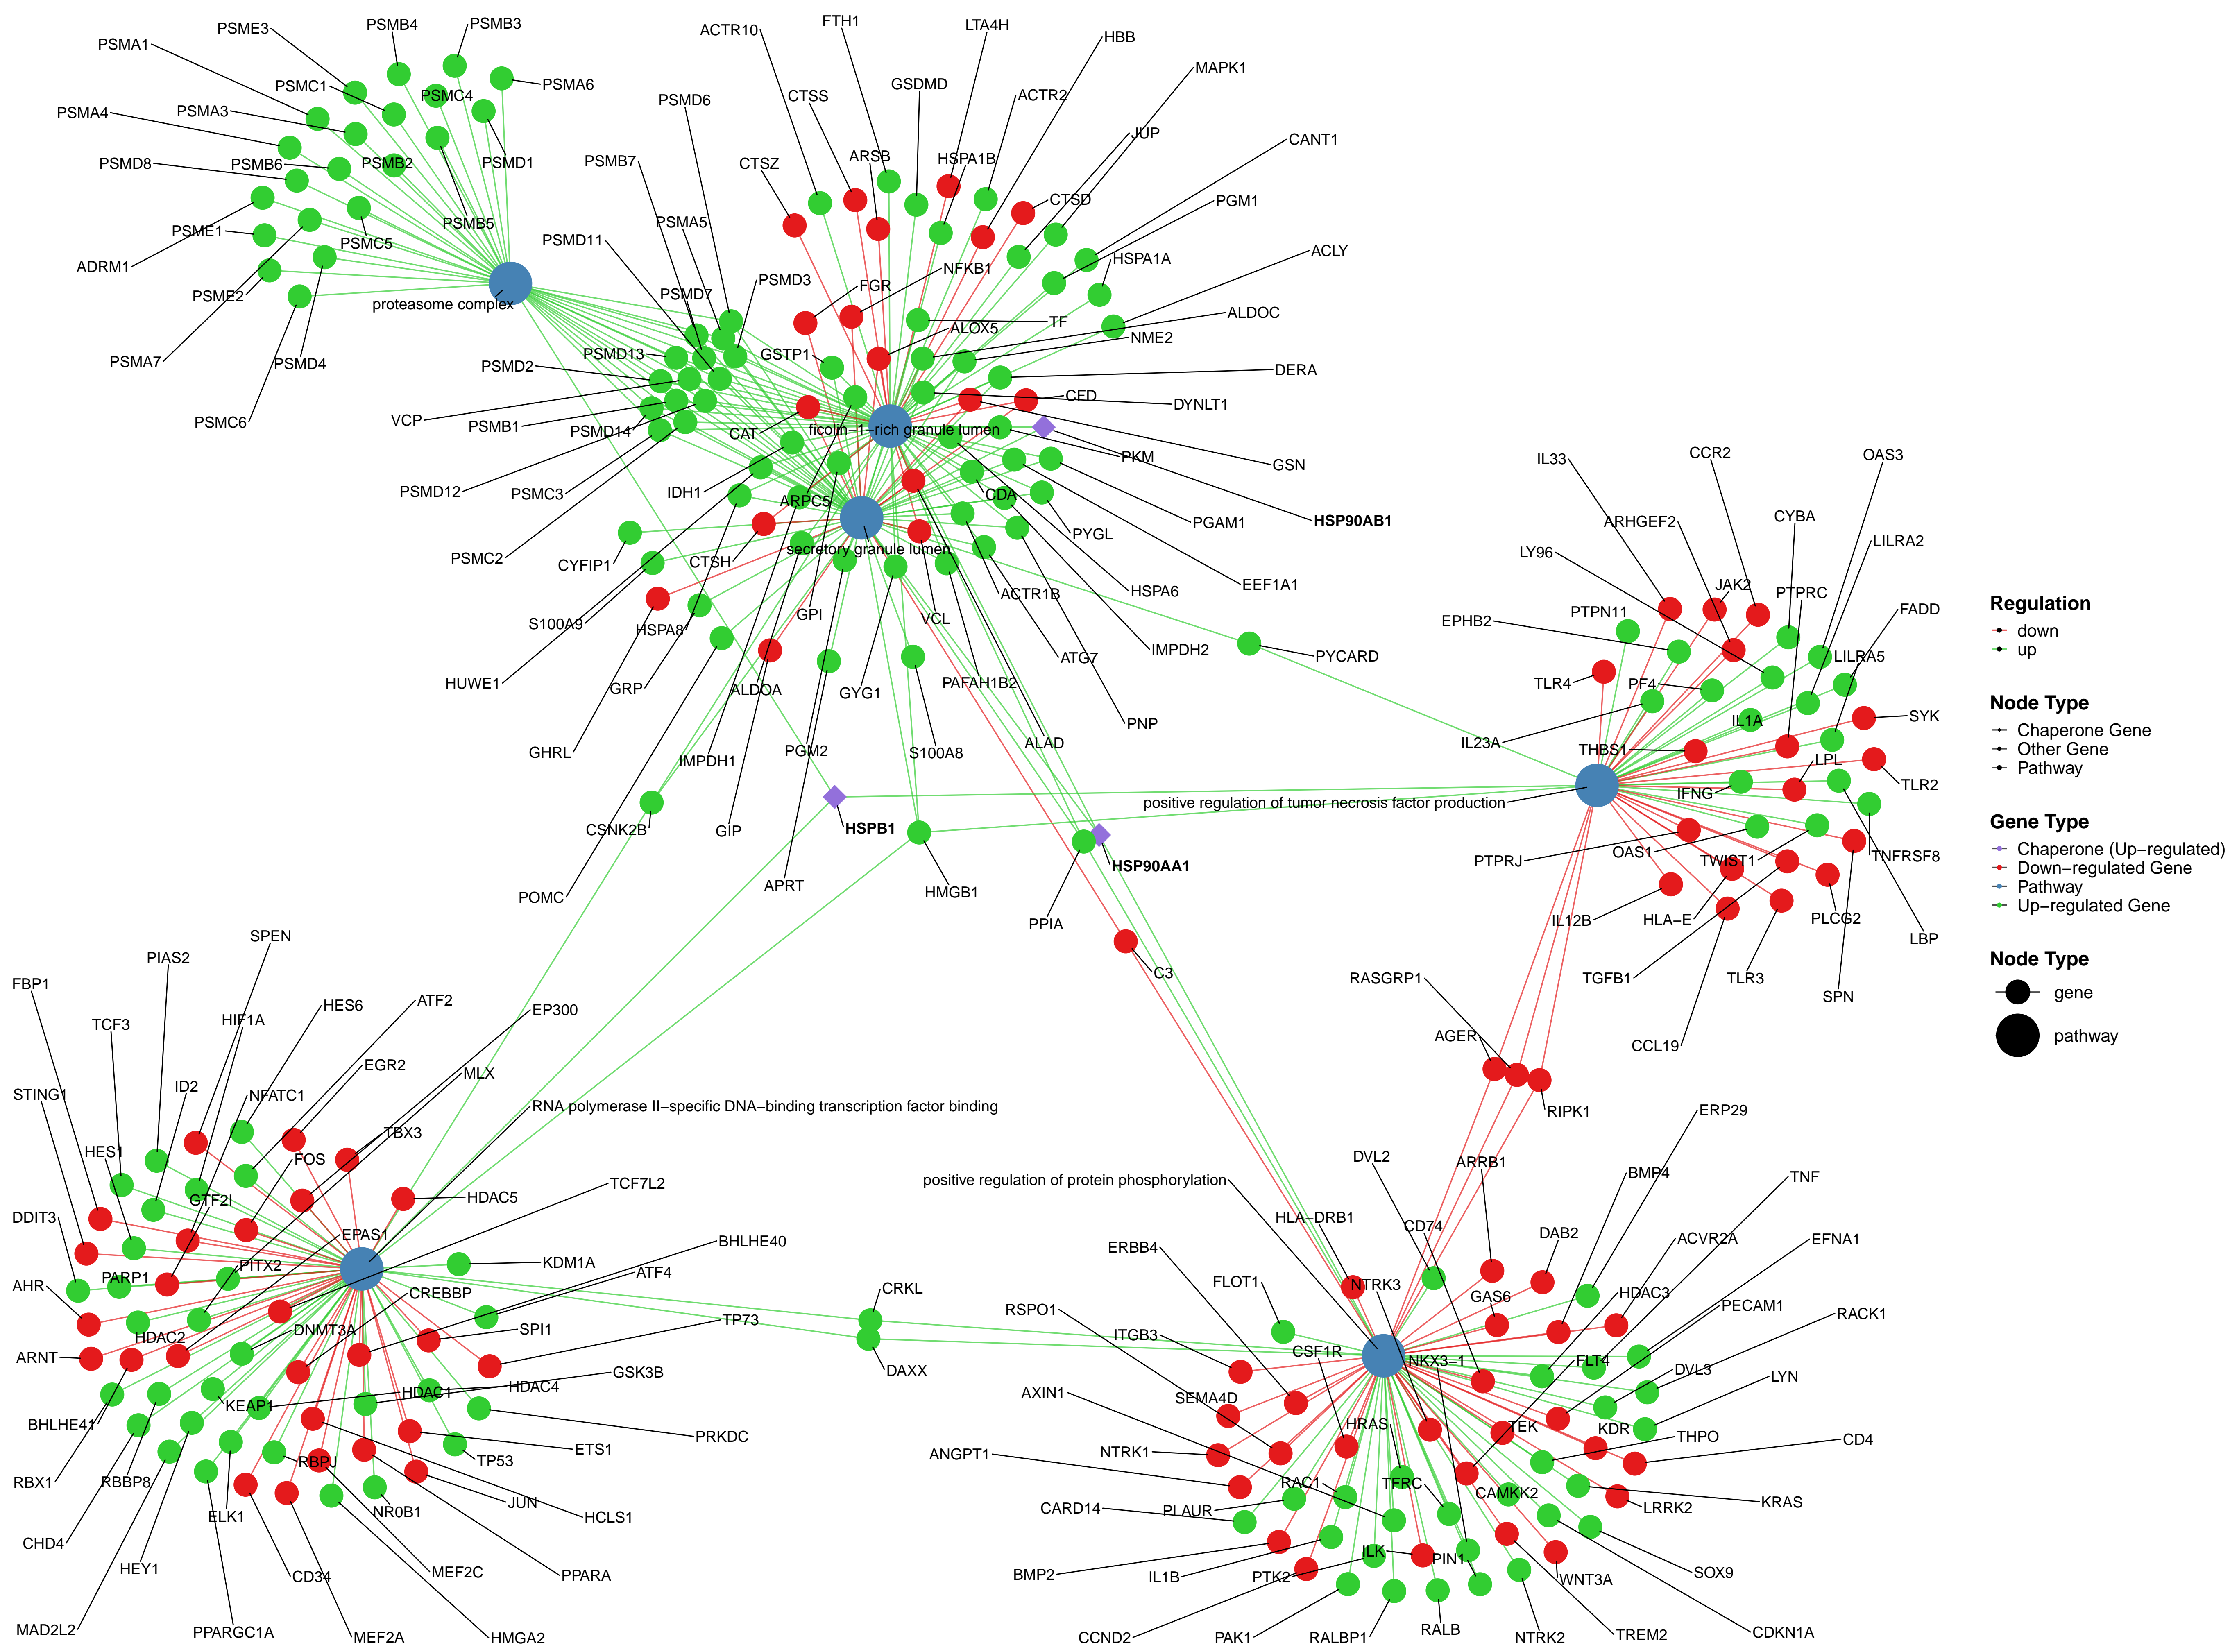 PSMB4
PSMB3
PSME3
PSMA1
PSMC1
PSMC4
PSMA6
PSMA4
PSMA3
PSMD8
PSMB6
PSMB2
PSMD1
PSME1
PSMC5
PSMB5
ADRM1
PSME2
proteasome complex
PSMA7
PSMD4
PSMC6
ACTR10
FTH1
LTA4H
HBB
MAPK1
CTSS
GSDMD
ACTR2
PSMD6
JUP
CANT1
PSMB7
CTSZ
ARSB
HSPA1B
CTSD
PGM1
PSMA5
PSMD11
ACLY
NFKB1
HSPA1A
PSMD3
FGR
PSMD7
ALDOC
TF
ALOX5
NME2
PSMD13
GSTP1
PSMD2
DERA
CFD
DYNLT1
VCP
PSMB1
PSMD14
CAT
ficolin−1−rich granule lumen
PKM
GSN
PSMD12
PSMC3
IDH1
ARPC5
CDA
PGAM1
HSP90AB1
PYGL
PSMC2
CYFIP1
CTSH
secretory granule lumen
EEF1A1
HSPA6
ACTR1B
S100A9
HSPA8
GPI
VCL
IMPDH2
ATG7
PYCARD
HUWE1
GRP
ALDOA
GYG1
PAFAH1B2
PNP
GHRL
IMPDH1
PGM2
S100A8
ALAD
CSNK2B
GIP
HSPB1
HSP90AA1
POMC
APRT
HMGB1
PPIA
C3
IL33
CCR2
OAS3
ARHGEF2
CYBA
LY96
LILRA2
JAK2
PTPRC
EPHB2
PTPN11
FADD
LILRA5
TLR4
PF4
IL23A
IL1A
SYK
THBS1
LPL
TLR2
IFNG
positive regulation of tumor necrosis factor production
PTPRJ
OAS1
TWIST1
TNFRSF8
IL12B
HLA−E
PLCG2
LBP
TGFB1
TLR3
SPN
CCL19
RASGRP1
AGER
RIPK1
Regulation
down
up
Node Type
Chaperone Gene
Other Gene
Pathway
Gene Type
Chaperone (Up−regulated)
Down−regulated Gene
Pathway
Up−regulated Gene
Node Type
gene
pathway
SPEN
PIAS2
FBP1
TCF3
HIF1A
HES6
ATF2
EP300
EGR2
MLX
STING1
ID2
NFATC1
RNA polymerase II−specific DNA−binding transcription factor binding
TBX3
HES1
FOS
TCF7L2
HDAC5
GTF2I
DDIT3
EPAS1
BHLHE40
KDM1A
PARP1
PITX2
ATF4
AHR
CREBBP
CRKL
HDAC2
DNMT3A
SPI1
TP73
ARNT
DAXX
GSK3B
HDAC4
HDAC1
KEAP1
BHLHE41
PRKDC
ETS1
RBX1
RBBP8
RBPJ
TP53
JUN
NR0B1
HCLS1
ELK1
CHD4
HEY1
CD34
MEF2C
PPARA
MAD2L2
PPARGC1A
MEF2A
HMGA2
ERP29
DVL2
ARRB1
BMP4
TNF
positive regulation of protein phosphorylation
HLA−DRB1
CD74
DAB2
ACVR2A
EFNA1
ERBB4
FLOT1
NTRK3
GAS6
HDAC3
PECAM1
RACK1
RSPO1
ITGB3
CSF1R
NKX3−1
FLT4
DVL3
LYN
AXIN1
SEMA4D
HRAS
TEK
KDR
THPO
CD4
ANGPT1
NTRK1
RAC1
TFRC
CAMKK2
CARD14
PLAUR
LRRK2
KRAS
BMP2
IL1B
PTK2
ILK
PIN1
WNT3A
SOX9
CCND2
PAK1
RALBP1
RALB
NTRK2
TREM2
CDKN1A